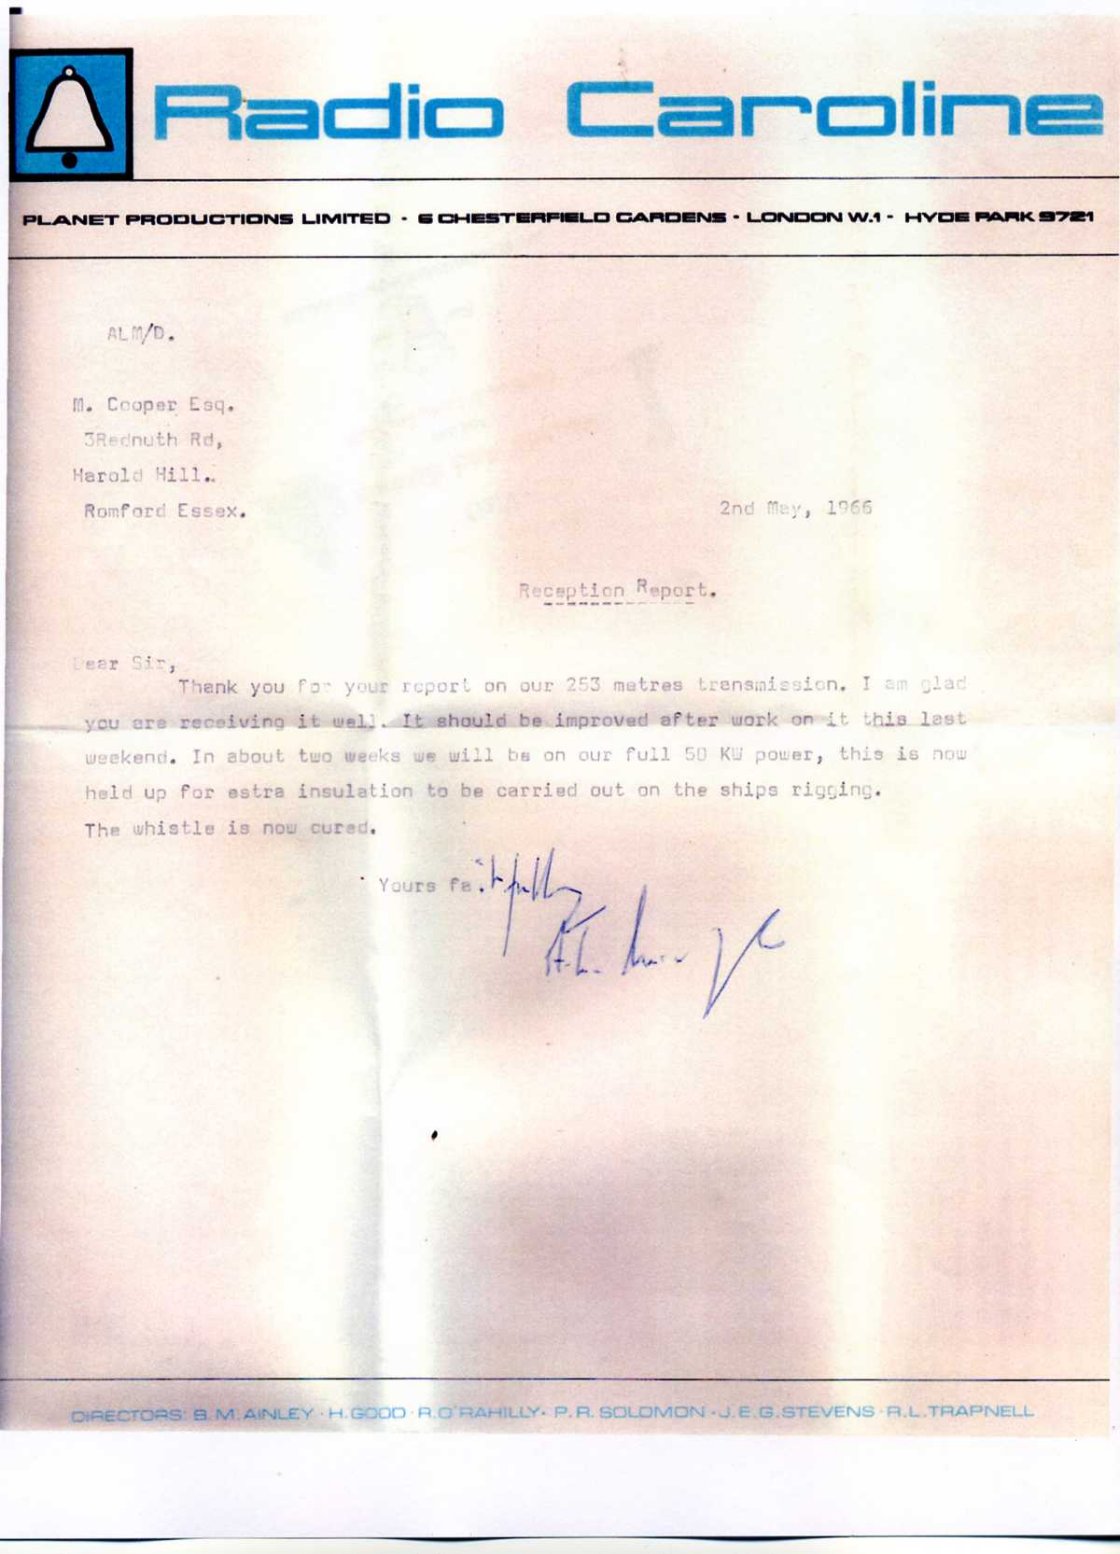 Radio Caroline
PLANET PRODUCTIONS LIMITED · 6 CHESTERFIELD GARDENS · LONDON W.1 · HYDE PARK 9721
ALM/D.
M. Cooper Esq.
3Rednuth Rd,
Harold Hill..
Romford Essex.
2nd May, 1966
Reception Report.
Dear Sir,
Thank you for your report on our 253 metres transmission. I am glad
you are receiving it well. It should be improved after work on it this last
weekend. In about two weeks we will be on our full 50 KW power, this is now
held up for estra insulation to be carried out on the ships rigging.
The whistle is now cured.
Yours faithfully
A.L.
DIRECTORS: B.M.AINLEY · H.GOOD · R.O'RAHILLY · P.R.SOLOMON · J.E.G.STEVENS · R.L.TRAPNELL